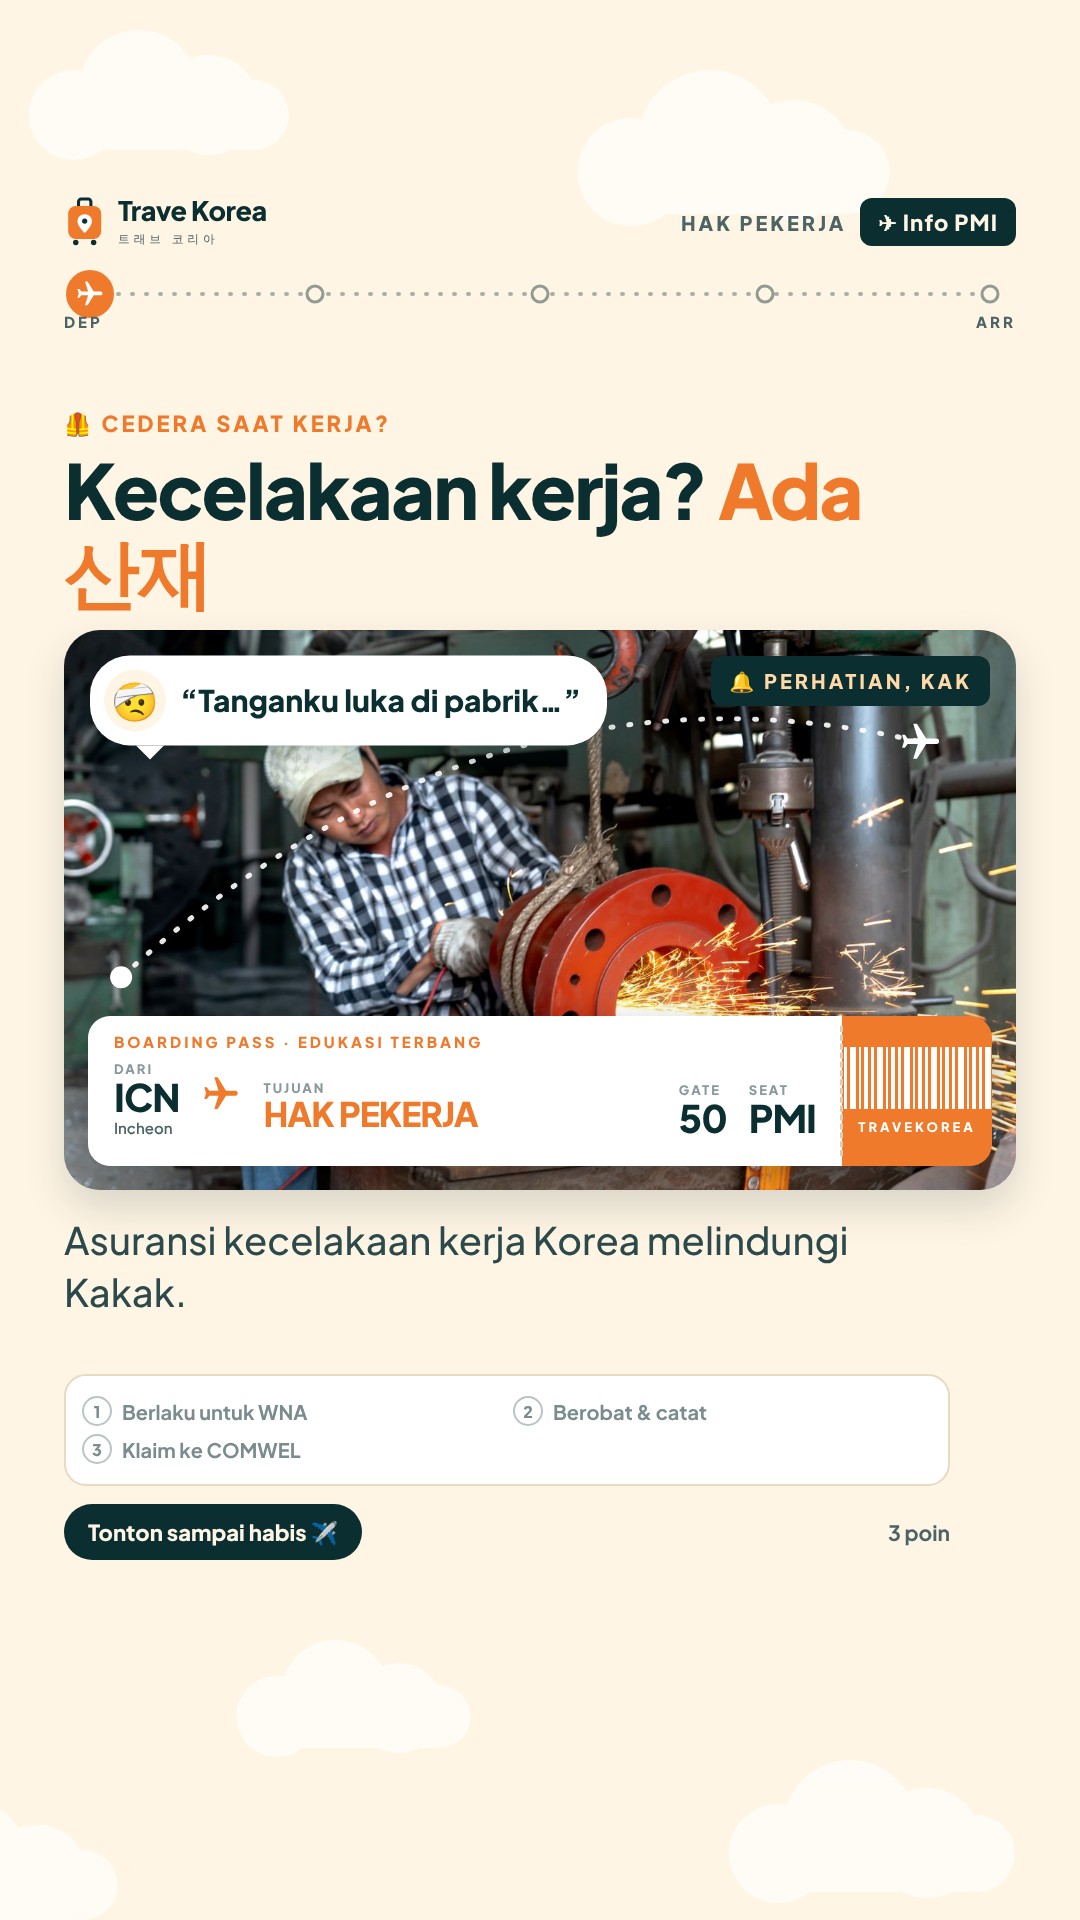 Trave Korea
트래브 코리아
HAK PEKERJA
✈ Info PMI
DEP
ARR
🦺 CEDERA SAAT KERJA?
Kecelakaan kerja? Ada
산재
🤕 “Tanganku luka di pabrik…”
🔔 PERHATIAN, KAK
BOARDING PASS · EDUKASI TERBANG
DARI
ICN
Incheon
TUJUAN
HAK PEKERJA
GATE
50
SEAT
PMI
TRAVEKOREA
Asuransi kecelakaan kerja Korea melindungi
Kakak.
1 Berlaku untuk WNA
2 Berobat & catat
3 Klaim ke COMWEL
Tonton sampai habis ✈️
3 poin